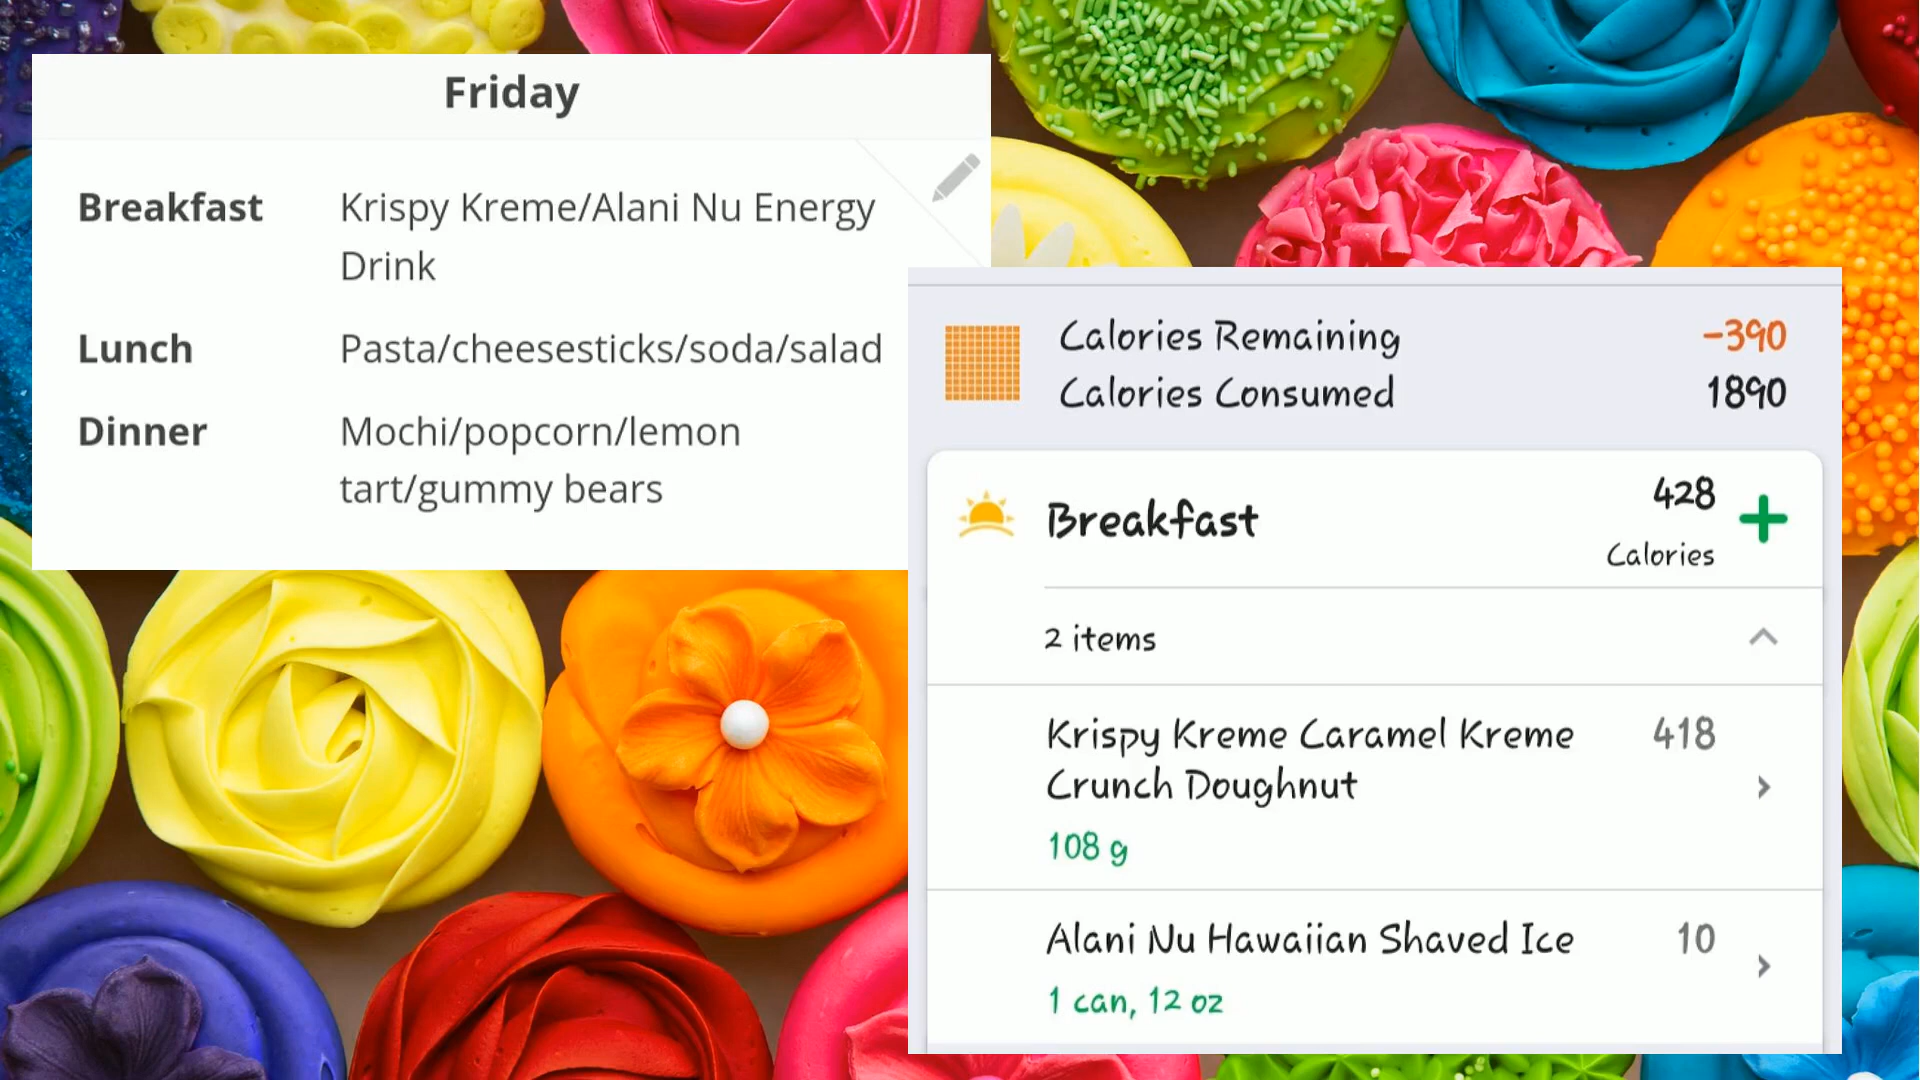 Friday
Breakfast
Krispy Kreme/Alani Nu Energy
Drink
Lunch
Pasta/cheesesticks/soda/salad
Dinner
Mochi/popcorn/lemon
tart/gummy bears
Calories Remaining
-390
Calories Consumed
1890
Breakfast
428
Calories
2 items
Krispy Kreme Caramel Kreme
Crunch Doughnut
418
108 g
Alani Nu Hawaiian Shaved Ice
10
1 can, 12 oz